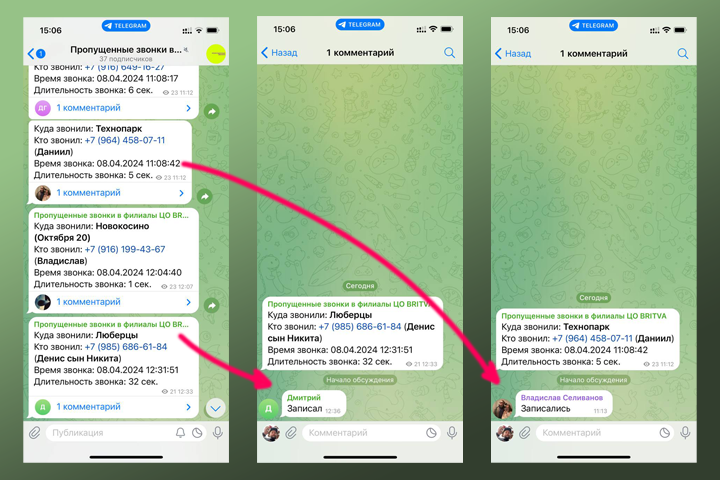 15:06
TELEGRAM
1
Пропущенные звонки в...
37 подписчиков
Кто звонил: +7 (916) 649-16-27
Время звонка: 08.04.2024 11:08:17
Длительность звонка: 6 сек.
23 11:12
ДГ
1 комментарий
Куда звонили: Технопарк
Кто звонил: +7 (964) 458-07-11
(Даниил)
Время звонка: 08.04.2024 11:08:42
Длительность звонка: 5 сек.
23 11:12
1 комментарий
Пропущенные звонки в филиалы ЦО BRI...
Куда звонили: Новокосино
(Октября 20)
Кто звонил: +7 (916) 199-43-67
(Владислав)
Время звонка: 08.04.2024 12:04:40
Длительность звонка: 1 сек.
23 12:07
1 комментарий
Пропущенные звонки в филиалы ЦО BR...
Куда звонили: Люберцы
Кто звонил: +7 (985) 686-61-84
(Денис сын Никита)
Время звонка: 08.04.2024 12:31:51
Длительность звонка: 32 сек.
21 12:33
Д
1 комментарий
Публикация
15:06
TELEGRAM
Назад
1 комментарий
Сегодня
Пропущенные звонки в филиалы ЦО BRITVA
Куда звонили: Люберцы
Кто звонил: +7 (985) 686-61-84 (Денис
сын Никита)
Время звонка: 08.04.2024 12:31:51
Длительность звонка: 32 сек.
21 12:33
Начало обсуждения
Дмитрий
Д
Записал
12:36
Комментарий
15:06
TELEGRAM
Назад
1 комментарий
Сегодня
Пропущенные звонки в филиалы ЦО BRITVA
Куда звонили: Технопарк
Кто звонил: +7 (964) 458-07-11 (Даниил)
Время звонка: 08.04.2024 11:08:42
Длительность звонка: 5 сек.
23 11:12
Начало обсуждения
Владислав Селиванов
Записались
11:13
Комментарий